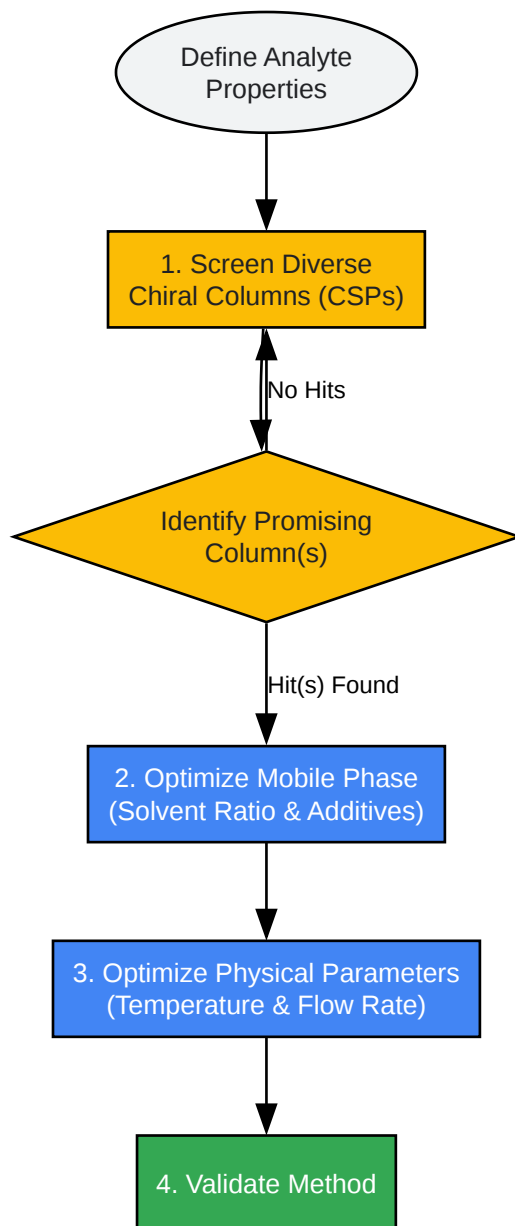 Define Analyte
Properties
1. Screen Diverse
Chiral Columns (CSPs)
No Hits
Identify Promising
Column(s)
Hit(s) Found
2. Optimize Mobile Phase
(Solvent Ratio & Additives)
3. Optimize Physical Parameters
(Temperature & Flow Rate)
4. Validate Method